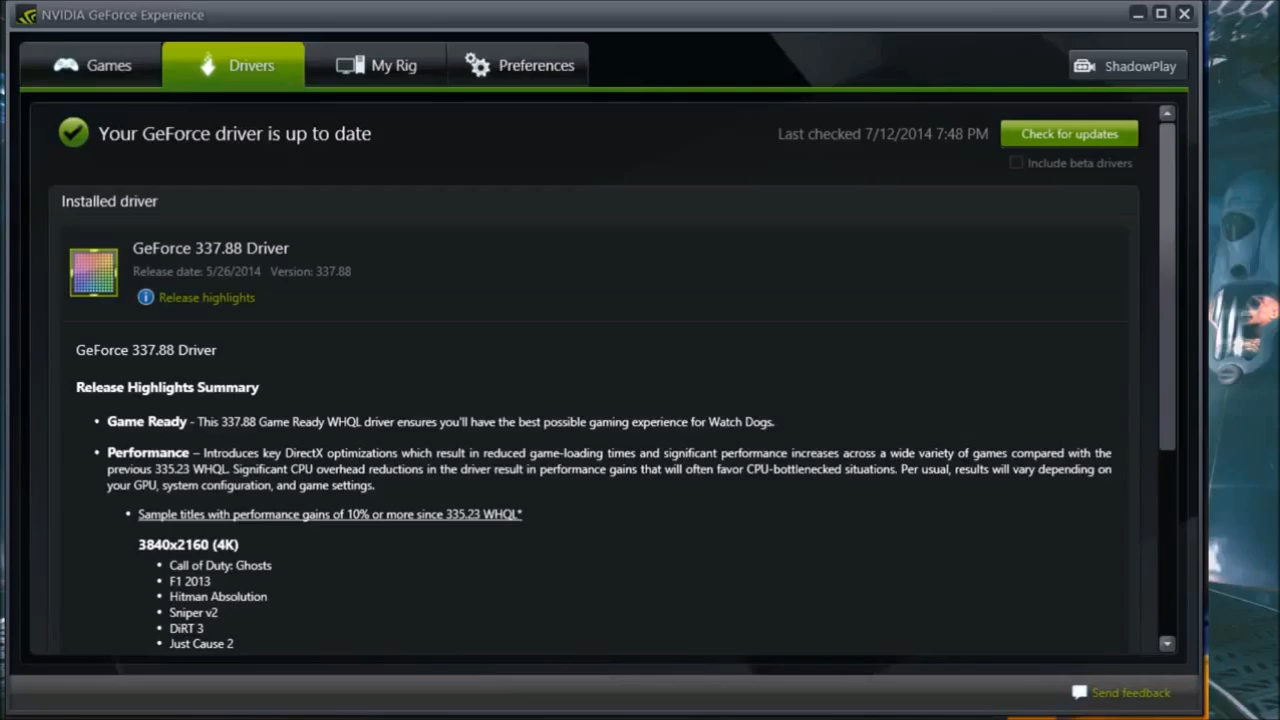 NVIDIA GeForce Experience
Games
Drivers
My Rig
Preferences
ShadowPlay
Your GeForce driver is up to date
Last checked 7/12/2014 7:48 PM
Check for updates
Include beta drivers
Installed driver
GeForce 337.88 Driver
Release date: 5/26/2014 Version: 337.88
Release highlights
GeForce 337.88 Driver
Release Highlights Summary
• Game Ready - This 337.88 Game Ready WHQL driver ensures you'll have the best possible gaming experience for Watch Dogs.
• Performance – Introduces key DirectX optimizations which result in reduced game-loading times and significant performance increases across a wide variety of games compared with the
previous 335.23 WHQL. Significant CPU overhead reductions in the driver result in performance gains that will often favor CPU-bottlenecked situations. Per usual, results will vary depending on
your GPU, system configuration, and game settings.
• Sample titles with performance gains of 10% or more since 335.23 WHQL*
3840x2160 (4K)
• Call of Duty: Ghosts
• F1 2013
• Hitman Absolution
• Sniper v2
• DiRT 3
• Just Cause 2
Send feedback